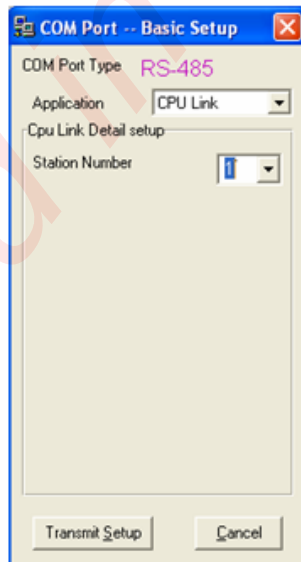 COM Port -- Basic Setup
COM Port Type RS-485
Application CPU Link
Cpu Link Detail setup
Station Number 1
Transmit Setup Cancel